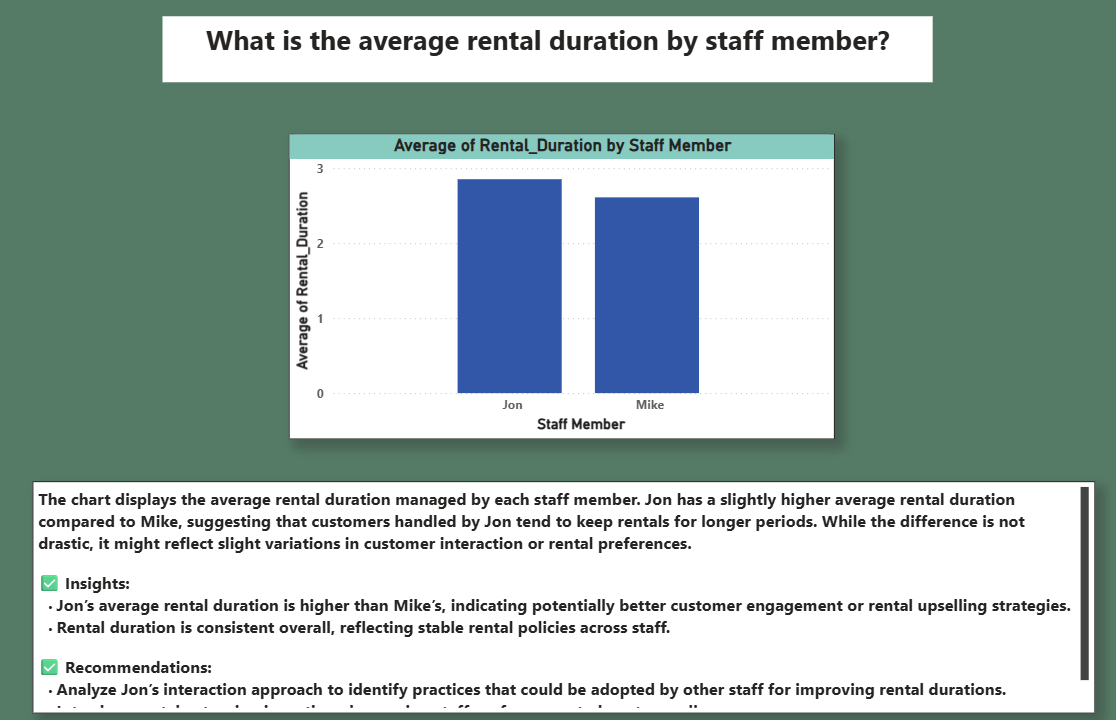 What is the average rental duration by staff member?
Average of Rental_Duration by Staff Member
Average of Rental_Duration
3
2
1
0
Jon Mike
Staff Member
The chart displays the average rental duration managed by each staff member. Jon has a slightly higher average rental duration
compared to Mike, suggesting that customers handled by Jon tend to keep rentals for longer periods. While the difference is not
drastic, it might reflect slight variations in customer interaction or rental preferences.
✅ Insights:
• Jon’s average rental duration is higher than Mike’s, indicating potentially better customer engagement or rental upselling strategies.
• Rental duration is consistent overall, reflecting stable rental policies across staff.
✅ Recommendations:
• Analyze Jon’s interaction approach to identify practices that could be adopted by other staff for improving rental durations.